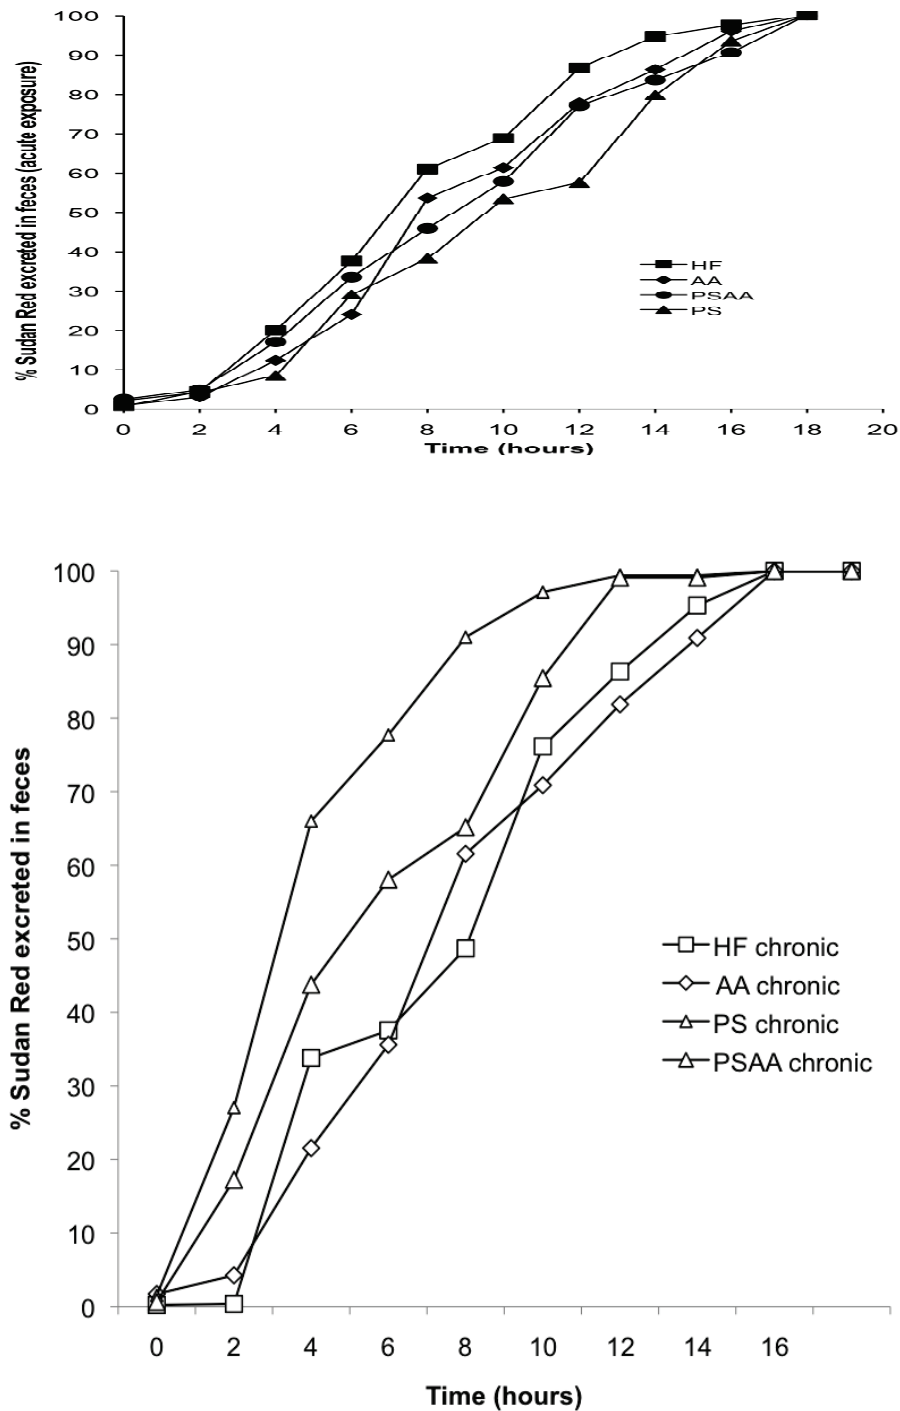 % Sudan Red excreted in feces (acute exposure)
100
90
80
70
60
50
40
30
20
10
0
HF
AA
PSAA
PS
0 2 4 6 8 10 12 14 16 18 20
Time (hours)
% Sudan Red excreted in feces
100
90
80
70
60
50
40
30
20
10
0
HF chronic
AA chronic
PS chronic
PSAA chronic
0 2 4 6 8 10 12 14 16
Time (hours)